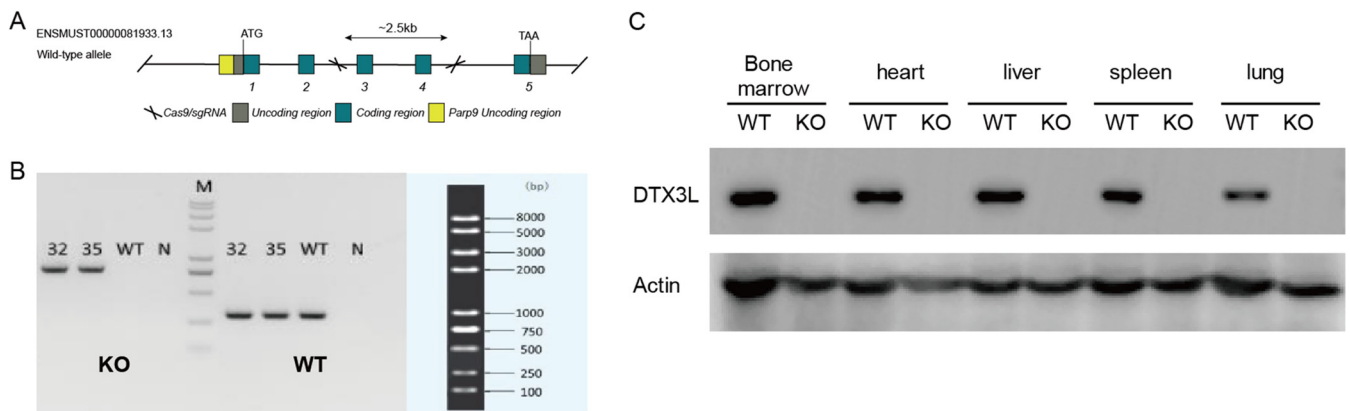 A
ENSMUST00000081933.13
Wild-type allele
ATG
~2.5kb
TAA
1 2 3 4 5
Cas9/sgRNA Uncoding region Coding region Parp9 Uncoding region
B
M
32 35 WT N
32 35 WT N
KO
WT
(bp)
8000
5000
3000
2000
1000
750
500
250
100
C
Bone marrow heart liver spleen lung
WT KO WT KO WT KO WT KO WT KO
DTX3L
Actin